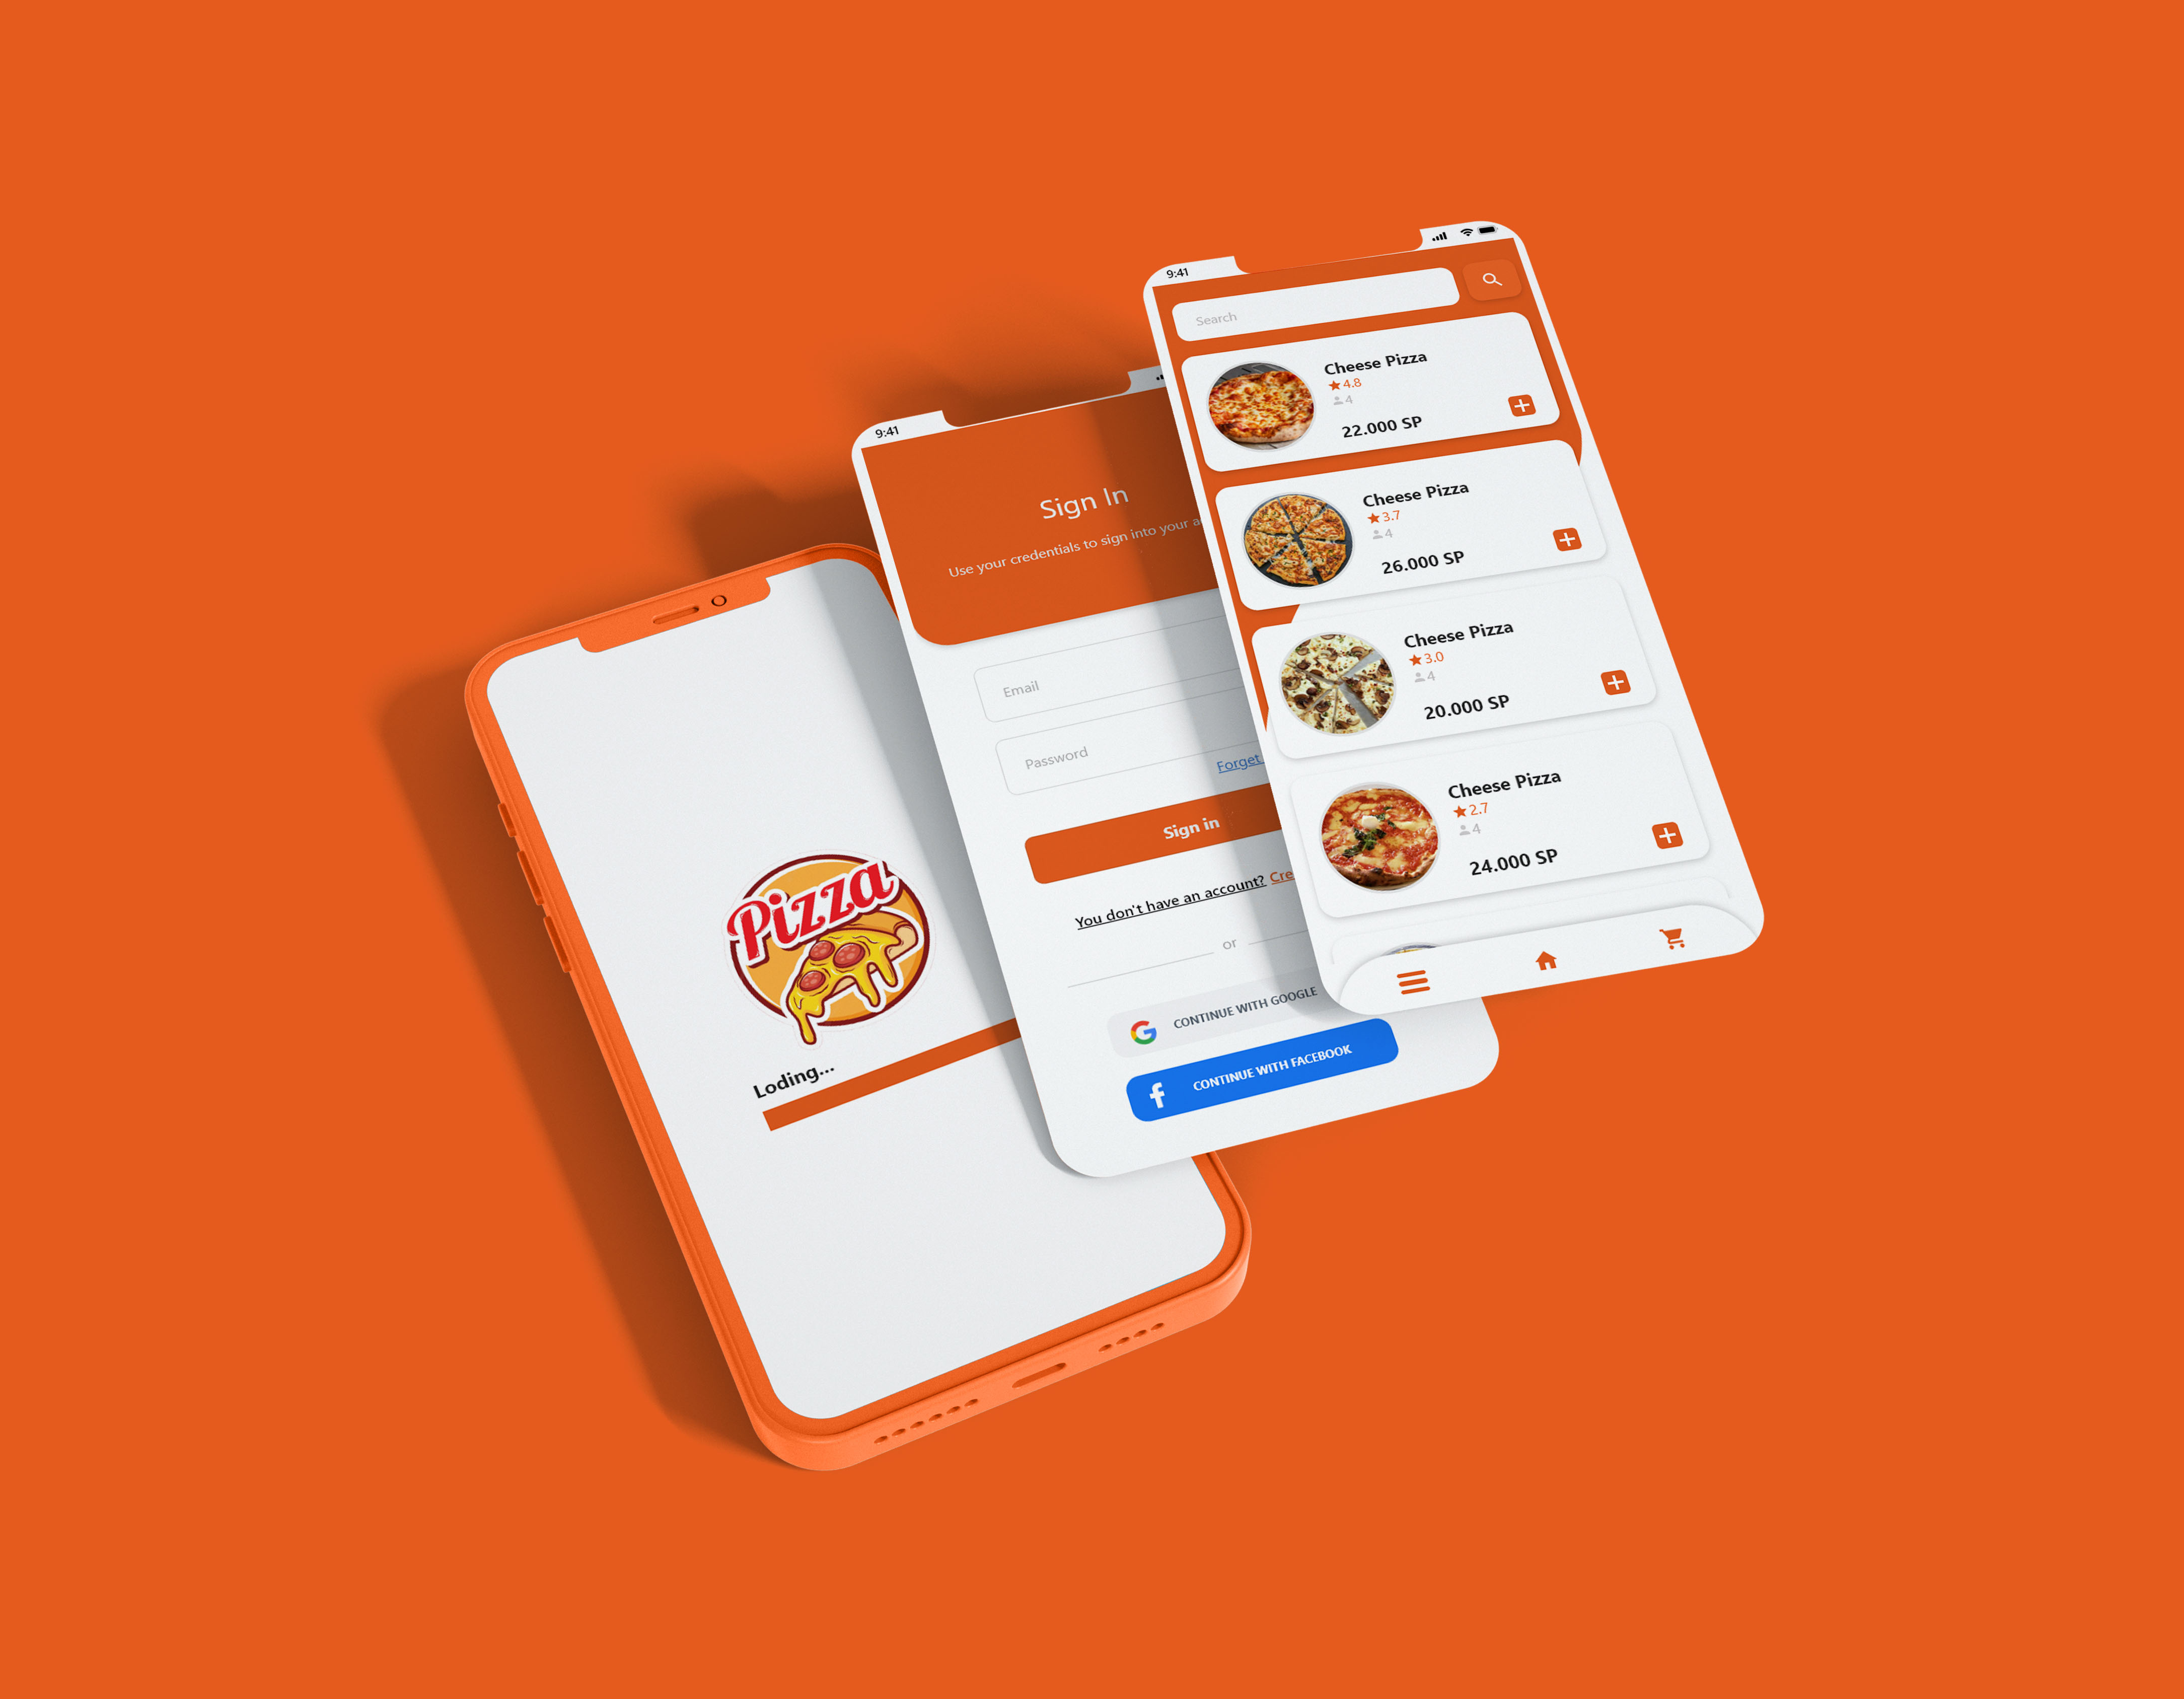 Pizza
Loding...
9:41
Sign In
Use your credentials to sign into your
Email
Password
Forget
Sign in
You don't have an account?
or
CONTINUE WITH GOOGLE
CONTINUE WITH FACEBOOK
9:41
Search
Cheese Pizza
4.8
4
22.000 SP
Cheese Pizza
3.7
4
26.000 SP
Cheese Pizza
3.0
4
20.000 SP
Cheese Pizza
2.7
4
24.000 SP